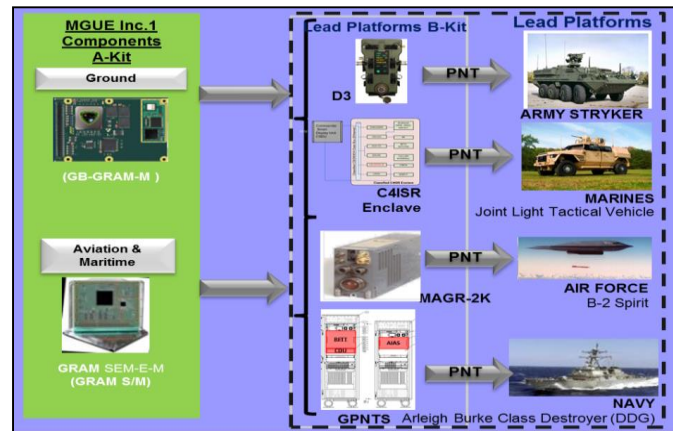 MGUE Inc.1
Components
A-Kit
Ground
(GB-GRAM-M )
Aviation &
Maritime
GRAM SEM-E-M
(GRAM S/M)
Lead Platforms B-Kit
D3
C4ISR
Enclave
MAGR-2K
GPNTS
PNT
PNT
PNT
PNT
Lead Platforms
ARMY STRYKER
MARINES
Joint Light Tactical Vehicle
AIR FORCE
B-2 Spirit
NAVY
Arleigh Burke Class Destroyer (DDG)